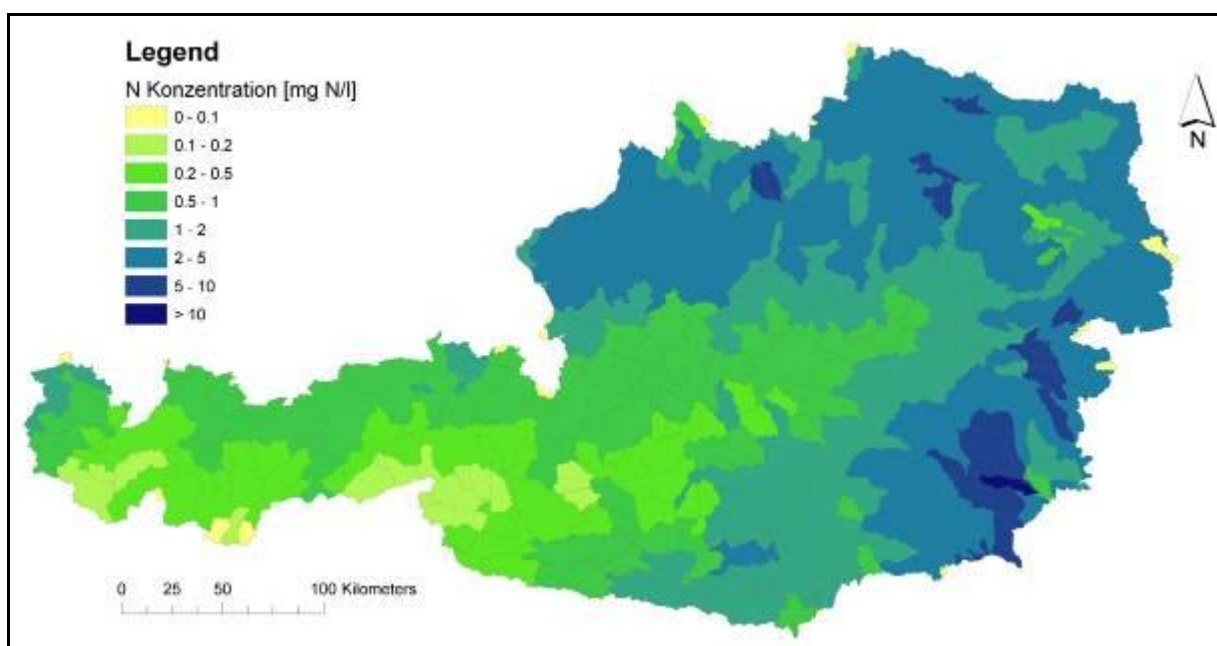 Legend
N Konzentration [mg N/l]
0 - 0.1
0.1 - 0.2
0.2 - 0.5
0.5 - 1
1 - 2
2 - 5
5 - 10
> 10
N
0 25 50 100 Kilometers